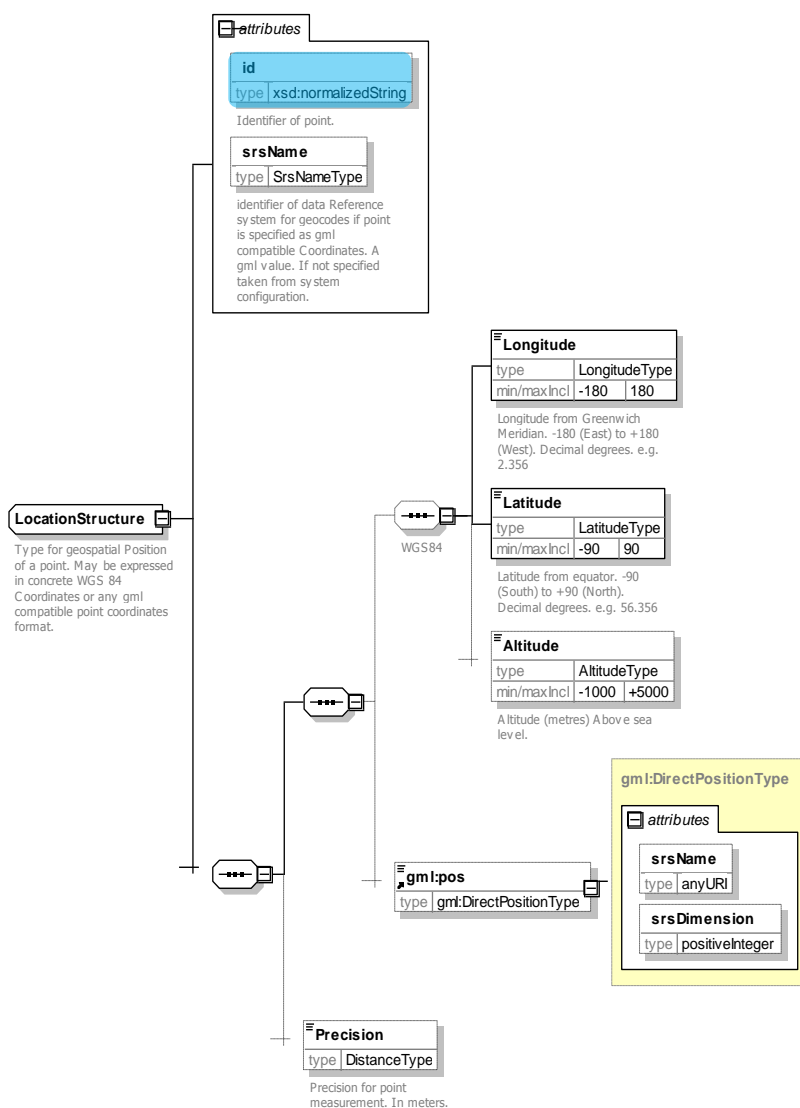 attributes
id
type xsd:normalizedString
Identifier of point.
srsName
type SrsNameType
identifier of data Reference
system for geocodes if point
is specified as gml
compatible Coordinates. A
gml value. If not specified
taken from system
configuration.
Longitude
type LongitudeType
min/maxIncl -180 180
Longitude from Greenwich
Meridian. -180 (East) to +180
(West). Decimal degrees. e.g.
2.356
LocationStructure
Type for geospatial Position
of a point. May be expressed
in concrete WGS 84
Coordinates or any gml
compatible point coordinates
format.
WGS84
Latitude
type LatitudeType
min/maxIncl -90 90
Latitude from equator. -90
(South) to +90 (North).
Decimal degrees. e.g. 56.356
Altitude
type AltitudeType
min/maxIncl -1000 +5000
Altitude (metres) Above sea
level.
gml:DirectPositionType
attributes
srsName
type anyURI
srsDimension
type positiveInteger
gml:pos
type gml:DirectPositionType
Precision
type DistanceType
Precision for point
measurement. In meters.